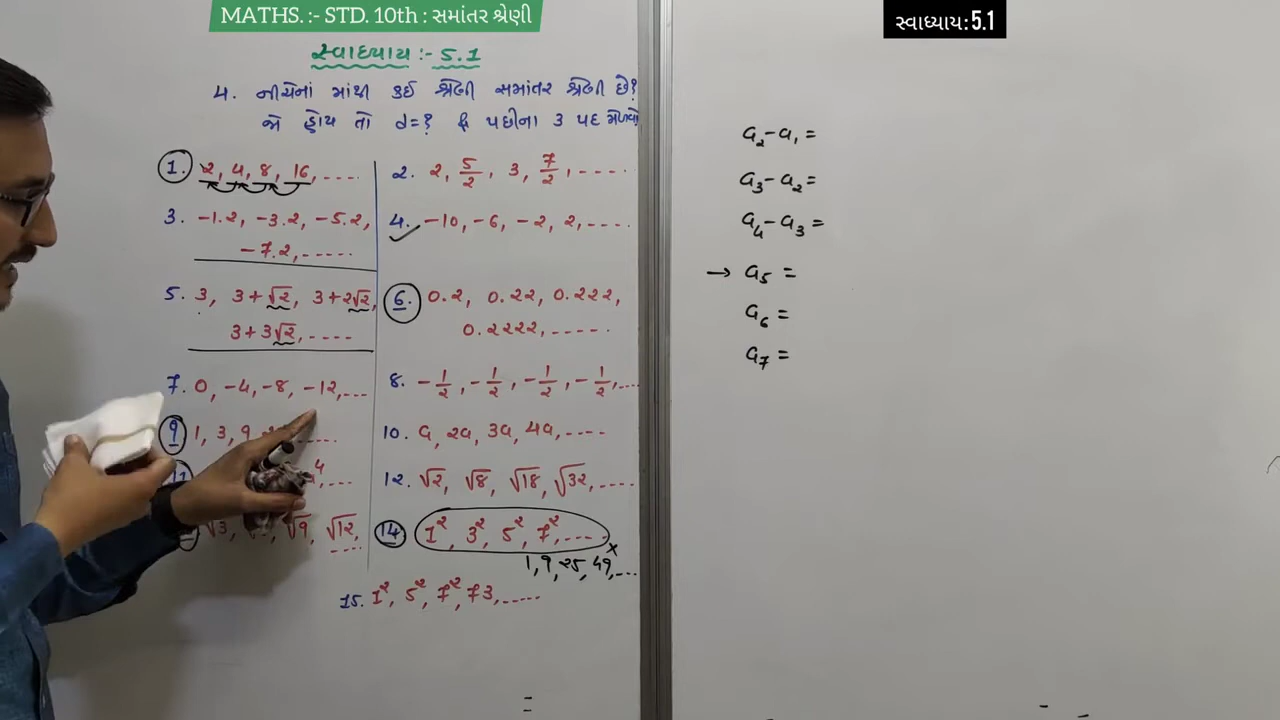 MATHS. :- STD. 10th : સમાંતર શ્રેણી
સ્વાધ્યાય : 5.1
સ્વાધ્યાય :- 5.1
4. નીચેનાં માંથી કઈ શ્રેણી સમાંતર શ્રેણી છે?
જો હોય તો d=? & પછીના 3 પદ મેળવો
1. 2, 4, 8, 16, ....
2. 2, 5/2, 3, 7/2, .....
3. -1.2, -3.2, -5.2,
-7.2, .....
4. -10, -6, -2, 2, .....
5. 3, 3+√2, 3+2√2,
3+3√2, ....
6. 0.2, 0.22, 0.222,
0.2222, .....
7. 0, -4, -8, -12, ...
8. -1/2, -1/2, -1/2, -1/2, ...
9 1, 3, 9,
10. a, 2a, 3a, 4a, ....
11 4, ...
12. √2, √8, √18, √32, ....
√3, √9, √12,
....
14 1², 3², 5², 7², ....
x
1, 9, 25, 49, ...
15. 1², 5², 7², 73, .....
a₂-a₁=
a₃-a₂=
a₄-a₃=
→ a₅ =
a₆ =
a₇ =